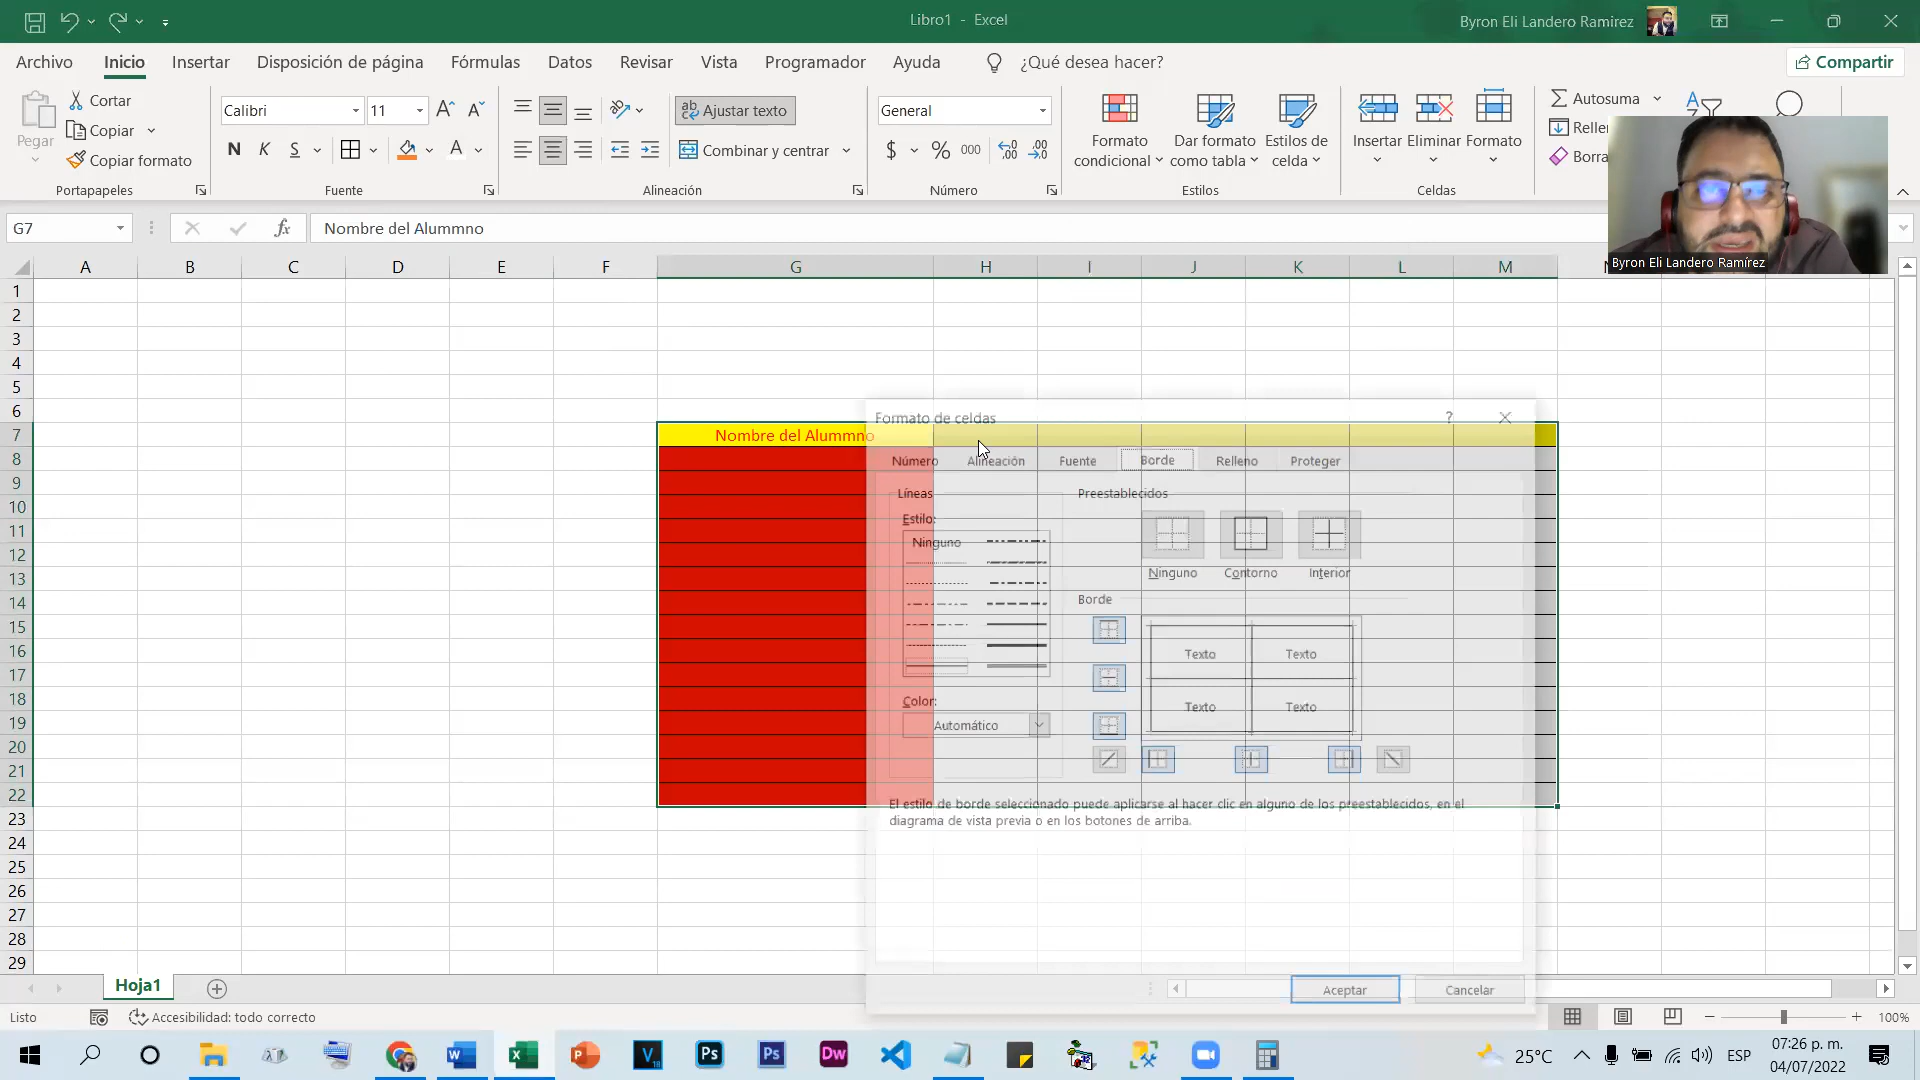 Libro1 - Excel
Byron Eli Landero Ramirez
Archivo Inicio Insertar Disposición de página Fórmulas Datos Revisar Vista Programador Ayuda ¿Qué desea hacer? Compartir
Pegar
Cortar
Copiar
Copiar formato
Portapapeles
Calibri 11
N K S A
Fuente
Ajustar texto
Combinar y centrar
Alineación
General
$ % 000
Número
Formato condicional
Dar formato como tabla
Estilos de celda
Estilos
Insertar Eliminar Formato
Celdas
Autosuma
Relle
Borra
Byron Eli Landero Ramírez
G7 fx Nombre del Alummno
A B C D E F G H I J K L M
1
2
3
4
5
6
7 Nombre del Alummno
8
9
10
11
12
13
14
15
16
17
18
19
20
21
22
23
24
25
26
27
28
29
Formato de celdas ?
Número Alineación Fuente Borde Relleno Proteger
Líneas
Estilo:
Ninguno
Color:
Automático
Preestablecidos
Ninguno Contorno Interior
Borde
Texto Texto
Texto Texto
El estilo de borde seleccionado puede aplicarse al hacer clic en alguno de los preestablecidos, en el
diagrama de vista previa o en los botones de arriba.
Aceptar Cancelar
Hoja1
Listo Accesibilidad: todo correcto 100%
25°C ESP 07:26 p. m.
04/07/2022